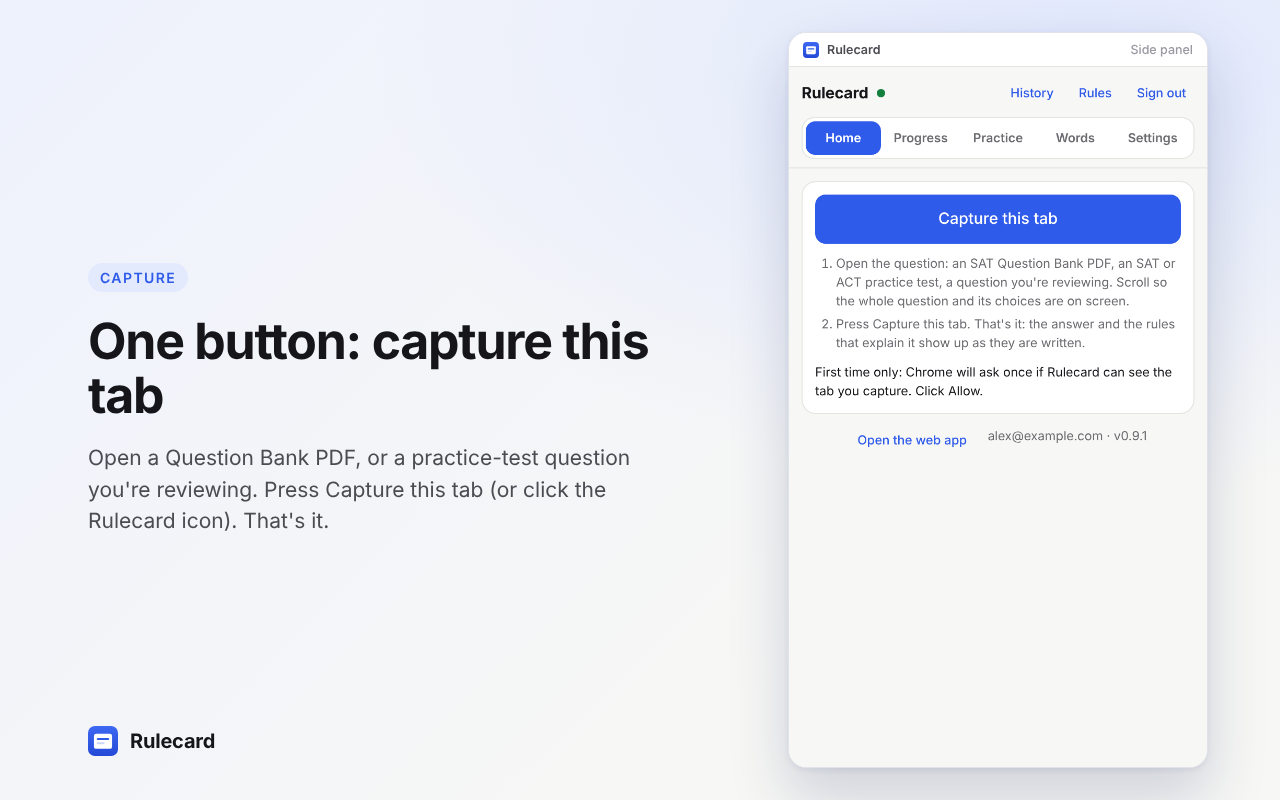 CAPTURE
One button: capture this
tab
Open a Question Bank PDF, or a practice-test question
you're reviewing. Press Capture this tab (or click the
Rulecard icon). That's it.
Rulecard
Rulecard Side panel
Rulecard History Rules Sign out
Home Progress Practice Words Settings
Capture this tab
1. Open the question: an SAT Question Bank PDF, an SAT or
ACT practice test, a question you're reviewing. Scroll so
the whole question and its choices are on screen.
2. Press Capture this tab. That's it: the answer and the rules
that explain it show up as they are written.
First time only: Chrome will ask once if Rulecard can see the
tab you capture. Click Allow.
Open the web app alex@example.com · v0.9.1